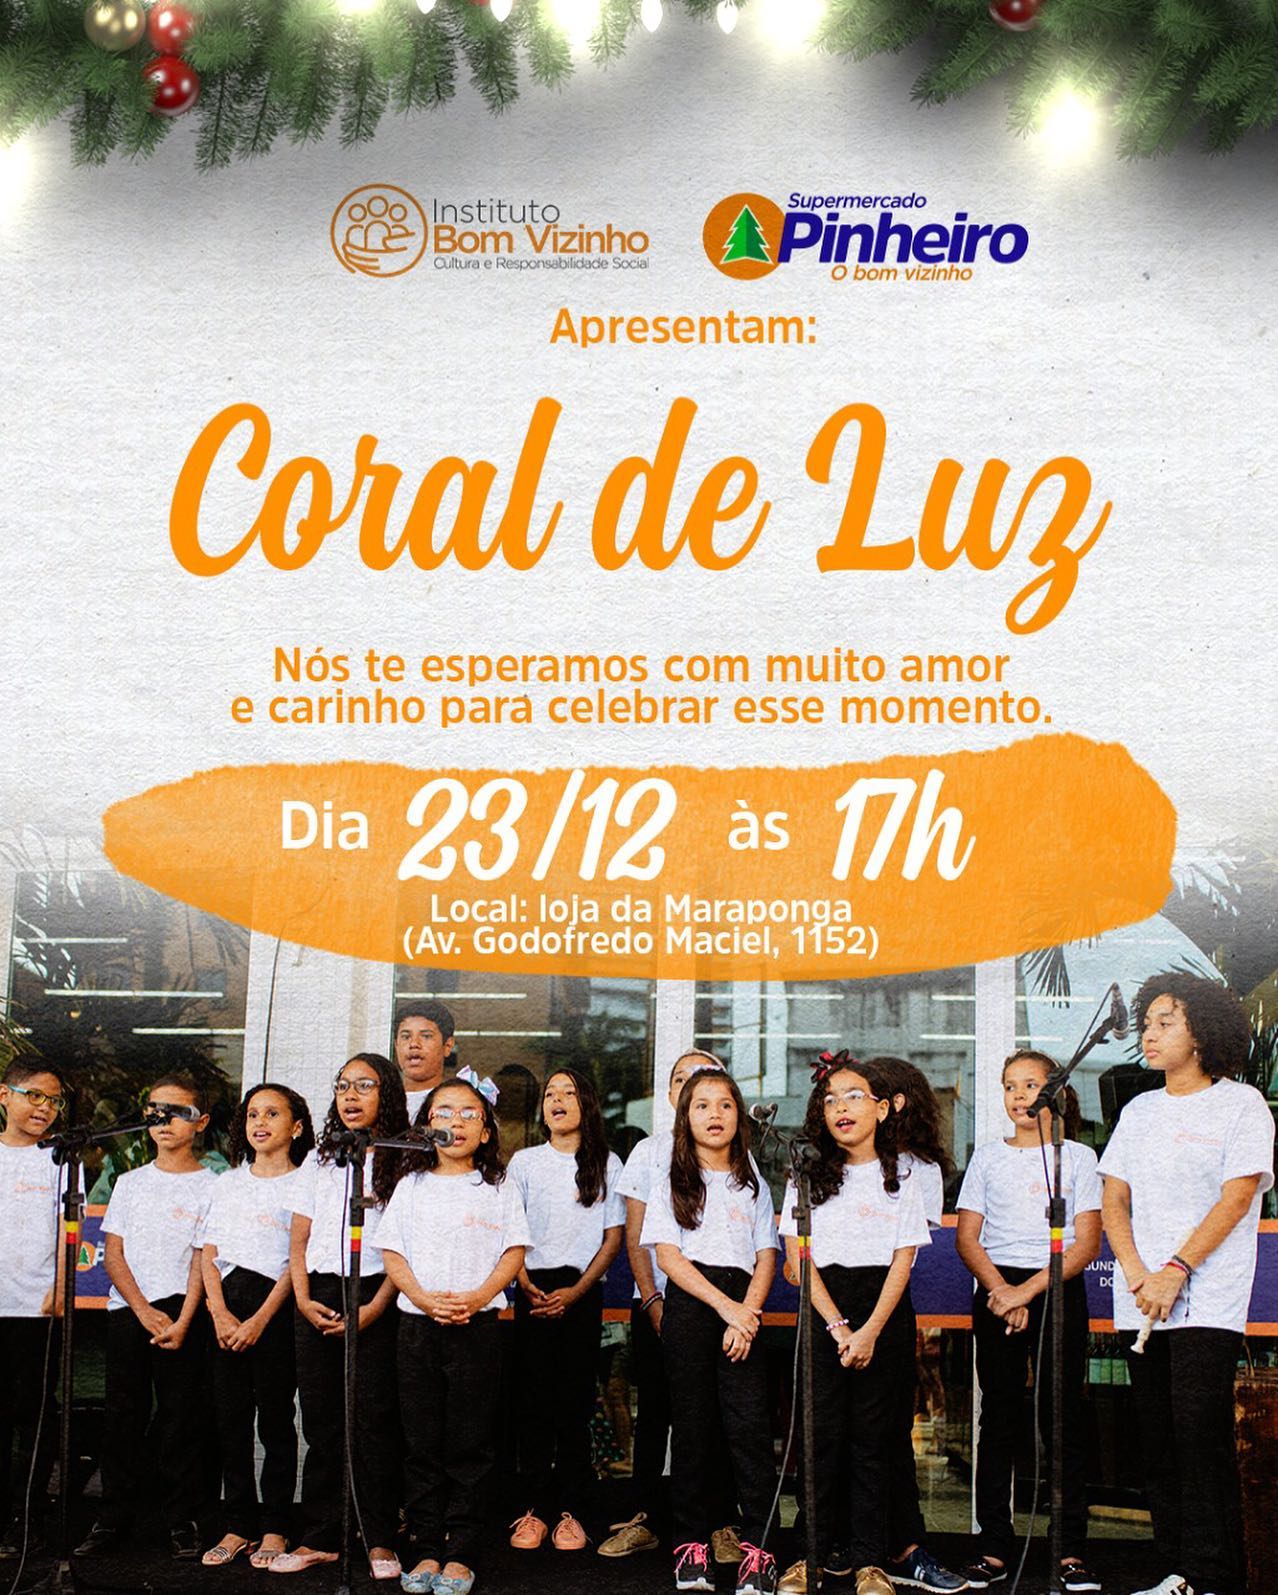 Instituto
Bom Vizinho
Cultura e Responsabilidade Social
Supermercado
Pinheiro
O bom vizinho
Apresentam:
Coral de Luz
Nós te esperamos com muito amor
e carinho para celebrar esse momento.
Dia 23/12 às 17h
Local: loja da Maraponga
(Av. Godofredo Maciel, 1152)